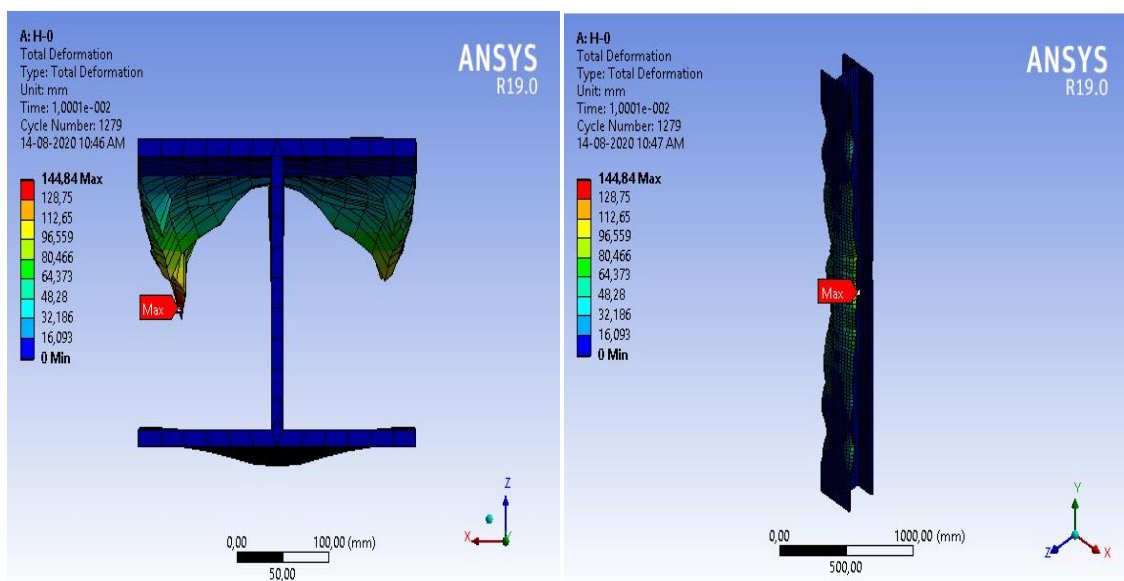 A: H-0
Total Deformation
Type: Total Deformation
Unit: mm
Time: 1,0001e-002
Cycle Number: 1279
14-08-2020 10:46 AM
ANSYS
R19.0
144,84 Max
128,75
112,65
96,559
80,466
64,373
48,28
32,186
16,093
0 Min
Max
0,00
100,00 (mm)
50,00
Z
X
Y
A: H-0
Total Deformation
Type: Total Deformation
Unit: mm
Time: 1,0001e-002
Cycle Number: 1279
14-08-2020 10:47 AM
ANSYS
R19.0
144,84 Max
128,75
112,65
96,559
80,466
64,373
48,28
32,186
16,093
0 Min
Max
0,00
1000,00 (mm)
500,00
Y
Z
X